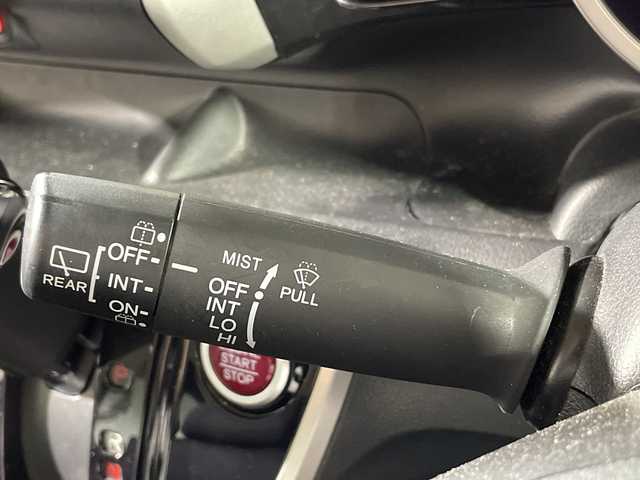 REAR
OFF
INT
ON
MIST
OFF
INT
LO
HI
PULL
START
STOP
P
R